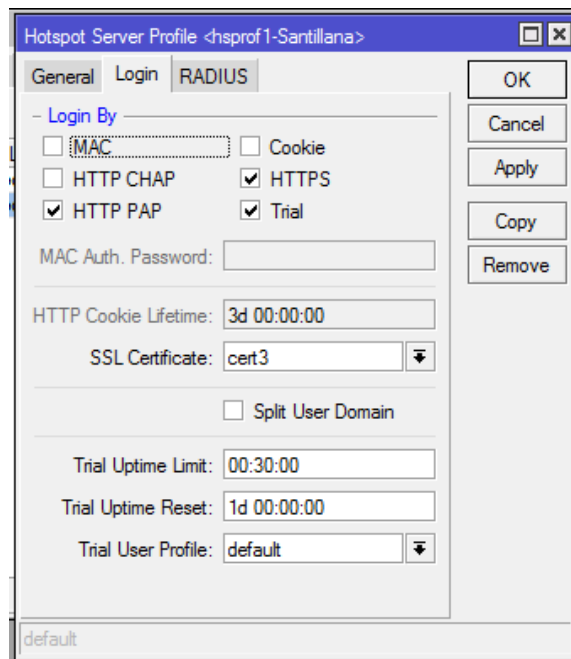 Hotspot Server Profile <hsprof1-Santillana>
General Login RADIUS
OK
Cancel
Apply
Copy
Remove
Login By
MAC Cookie
HTTP CHAP HTTPS
HTTP PAP Trial
MAC Auth. Password:
HTTP Cookie Lifetime: 3d 00:00:00
SSL Certificate: cert3
Split User Domain
Trial Uptime Limit: 00:30:00
Trial Uptime Reset: 1d 00:00:00
Trial User Profile: default
default